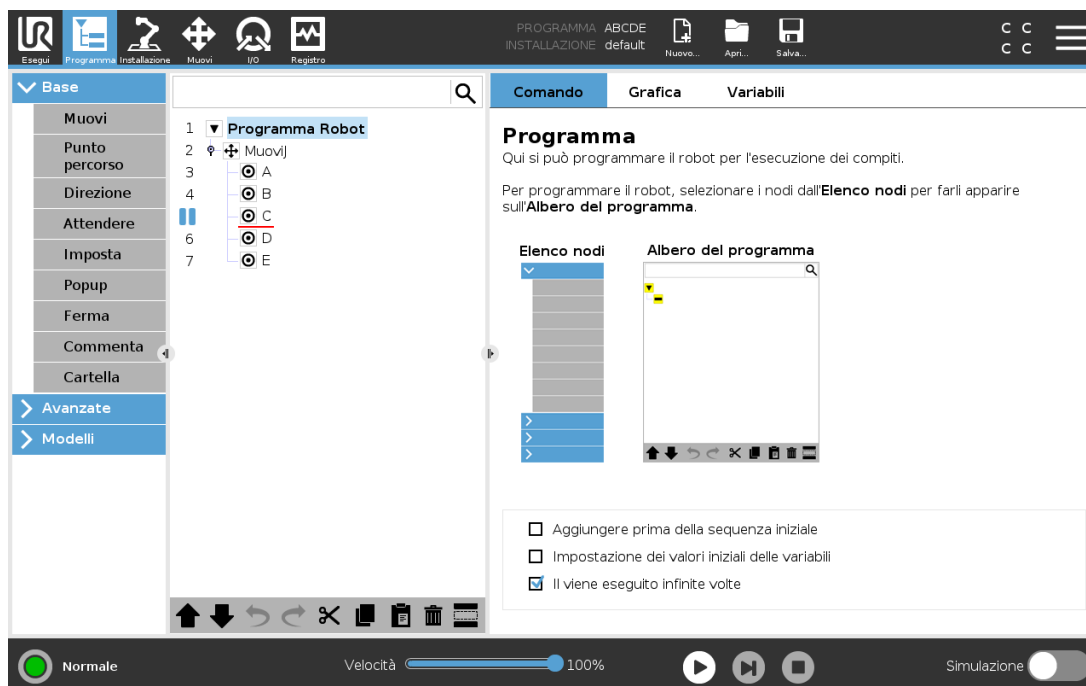 PROGRAMMA ABCDE
INSTALLAZIONE default
C C
C C
Esegui Programma Installazione Muovi I/O Registro Nuovo... Apri... Salva...
Base
Muovi
Punto
percorso
Direzione
Attendere
Imposta
Popup
Ferma
Commenta
Cartella
Avanzate
Modelli
1 Programma Robot
2 MuoviJ
3 A
4 B
C
6 D
7 E
Comando Grafica Variabili
Programma
Qui si può programmare il robot per l'esecuzione dei compiti.
Per programmare il robot, selezionare i nodi dall'Elenco nodi per farli apparire
sull'Albero del programma.
Elenco nodi Albero del programma
Aggiungere prima della sequenza iniziale
Impostazione dei valori iniziali delle variabili
Il viene eseguito infinite volte
Normale Velocità 100% Simulazione